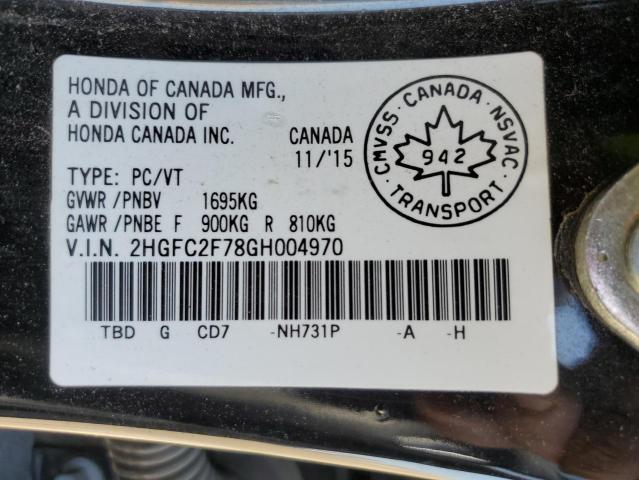 HONDA OF CANADA MFG.,
A DIVISION OF
HONDA CANADA INC. CANADA
11/'15
TYPE: PC/VT
GVWR /PNBV 1695KG
GAWR /PNBE F 900KG R 810KG
V.I.N. 2HGFC2F78GH004970
TBD G CD7 -NH731P -A -H
CMVSS · CANADA · NSVAC
942
· TRANSPORT ·